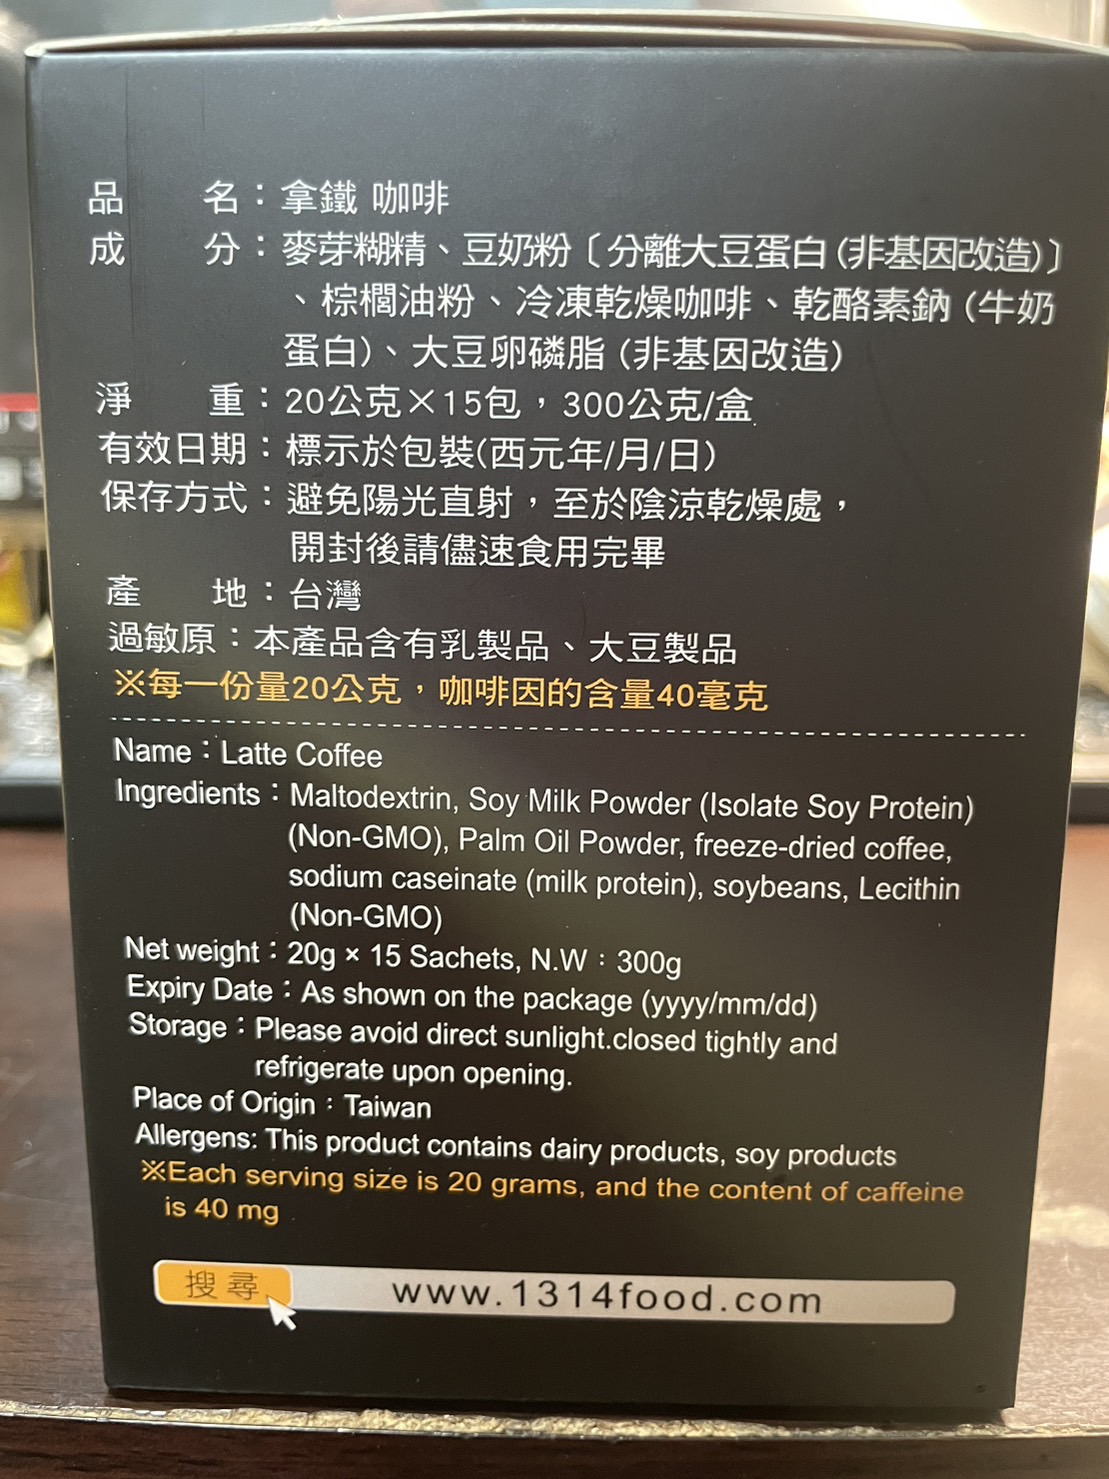 品　　名：拿鐵 咖啡
成　　分：麥芽糊精、豆奶粉〔分離大豆蛋白(非基因改造)〕
、棕櫚油粉、冷凍乾燥咖啡、乾酪素鈉(牛奶
蛋白)、大豆卵磷脂(非基因改造)
淨　　重：20公克×15包，300公克/盒
有效日期：標示於包裝(西元年/月/日)
保存方式：避免陽光直射，至於陰涼乾燥處，
開封後請儘速食用完畢
產　　地：台灣
過敏原：本產品含有乳製品、大豆製品
※每一份量20公克，咖啡因的含量40毫克
Name：Latte Coffee
Ingredients：Maltodextrin, Soy Milk Powder (Isolate Soy Protein)
(Non-GMO), Palm Oil Powder, freeze-dried coffee,
sodium caseinate (milk protein), soybeans, Lecithin
(Non-GMO)
Net weight：20g × 15 Sachets, N.W：300g
Expiry Date：As shown on the package (yyyy/mm/dd)
Storage：Please avoid direct sunlight.closed tightly and
refrigerate upon opening.
Place of Origin：Taiwan
Allergens: This product contains dairy products, soy products
※Each serving size is 20 grams, and the content of caffeine
is 40 mg
搜尋 www.1314food.com